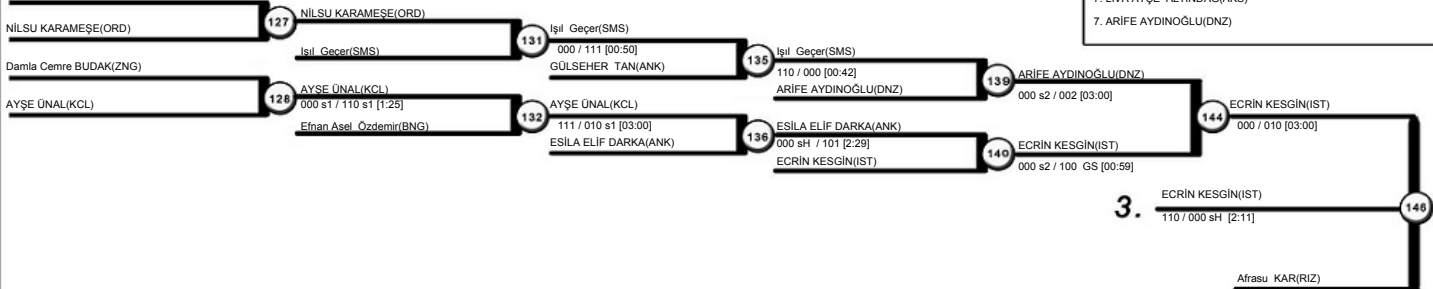 7. ARİFE AYDINOĞLU(DNZ)
NİLSU KARAMEŞE(ORD)
127
NİLSU KARAMEŞE(ORD)
Işıl Geçer(SMS)
131
Işıl Geçer(SMS)
000 / 111 [00:50]
GÜLSEHER TAN(ANK)
135
Işıl Geçer(SMS)
110 / 000 [00:42]
ARİFE AYDINOĞLU(DNZ)
139
ARİFE AYDINOĞLU(DNZ)
000 s2 / 002 [03:00]
Damla Cemre BUDAK(ZNG)
AYŞE ÜNAL(KCL)
128
AYŞE ÜNAL(KCL)
000 s1 / 110 s1 [1:25]
Efnan Asel Özdemir(BNG)
132
AYŞE ÜNAL(KCL)
111 / 010 s1 [03:00]
ESİLA ELİF DARKA(ANK)
136
ESİLA ELİF DARKA(ANK)
000 sH / 101 [2:29]
ECRİN KESGİN(IST)
140
ECRİN KESGİN(IST)
000 s2 / 100 GS [00:59]
144
ECRİN KESGİN(IST)
000 / 010 [03:00]
3.
ECRİN KESGİN(IST)
110 / 000 sH [2:11]
146
Afrasu KAR(RIZ)